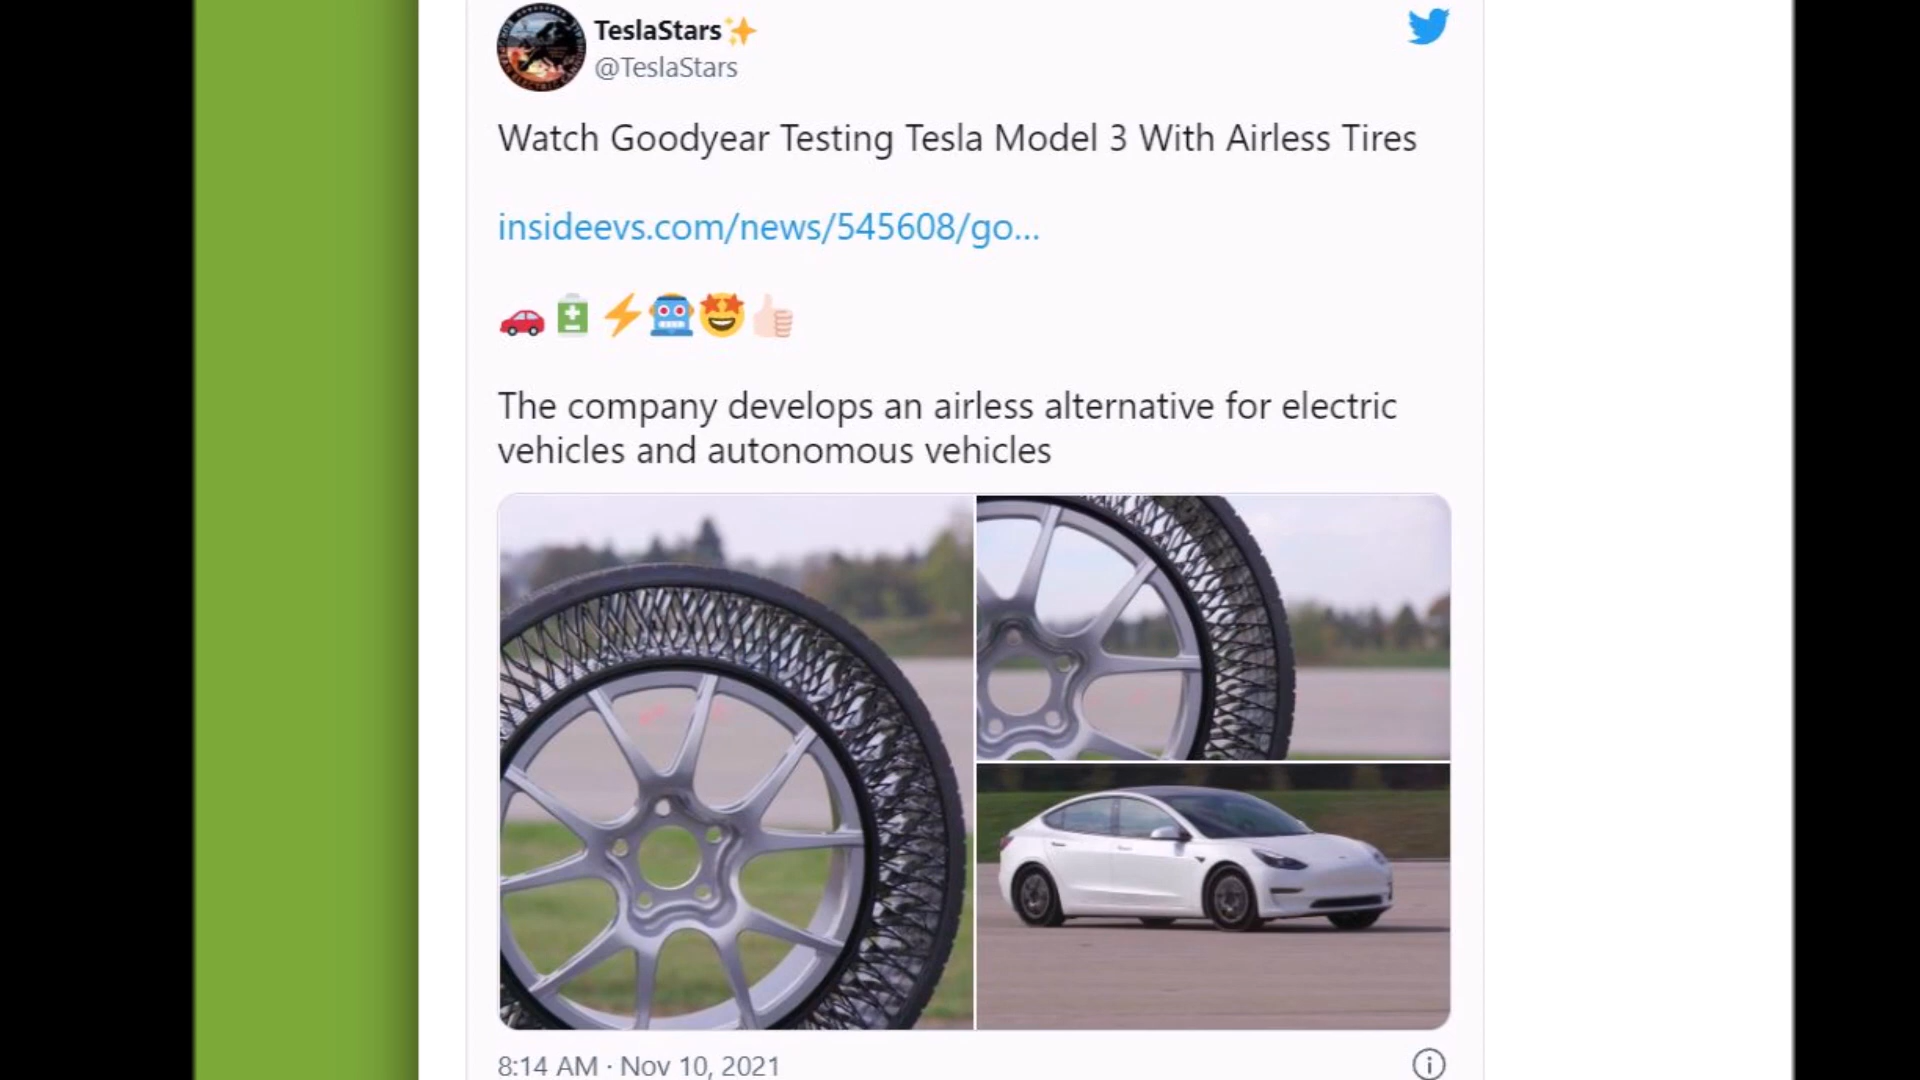 TeslaStars✨
@TeslaStars
Watch Goodyear Testing Tesla Model 3 With Airless Tires
insideevs.com/news/545608/go...
🚗🔋⚡🤖🤩👍🏻
The company develops an airless alternative for electric
vehicles and autonomous vehicles
8:14 AM · Nov 10, 2021